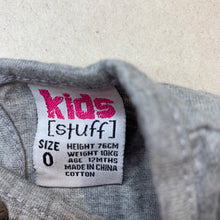 kids
[stuff]
SIZE 0
HEIGHT 76CM
WEIGHT 10KG
AGE 12MTHS
MADE IN CHINA
COTTON